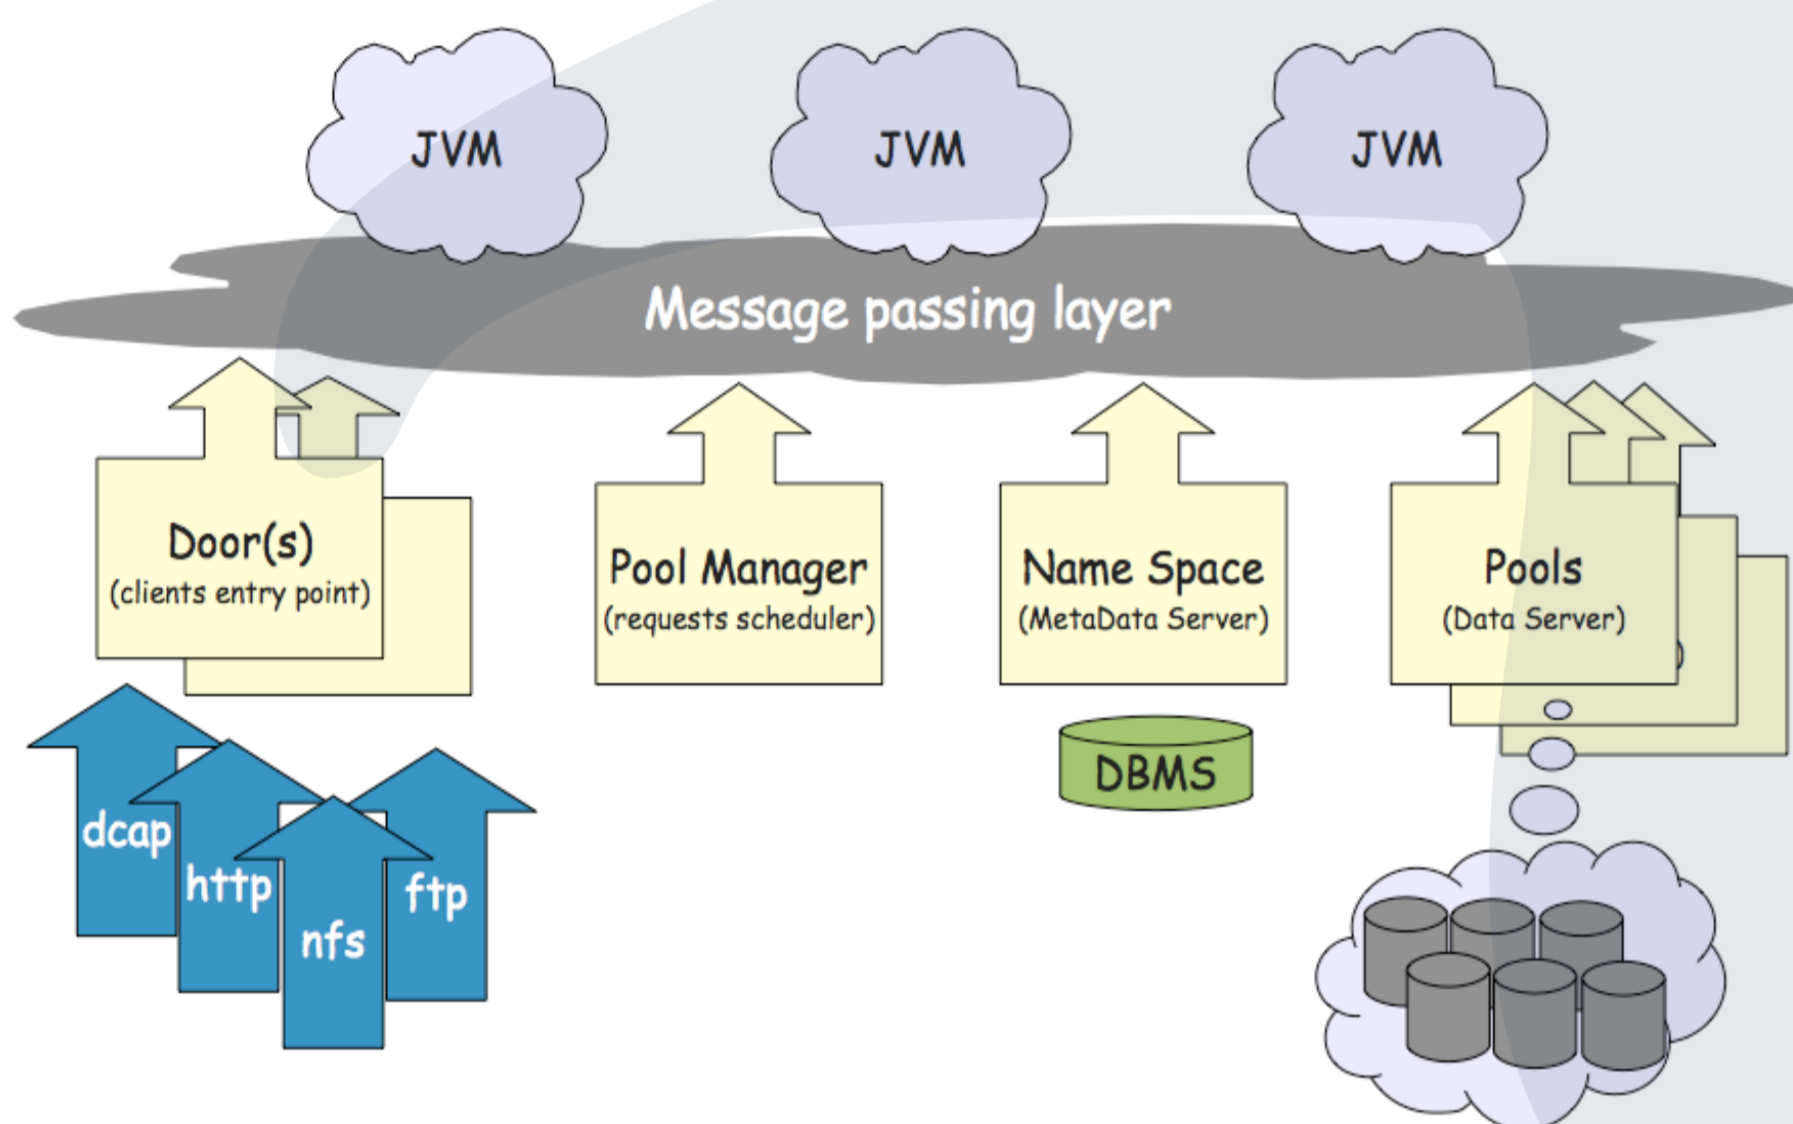 JVM
JVM
JVM
Message passing layer
Door(s)
(clients entry point)
Pool Manager
(requests scheduler)
Name Space
(MetaData Server)
Pools
(Data Server)
)
DBMS
dcap
http
nfs
ftp